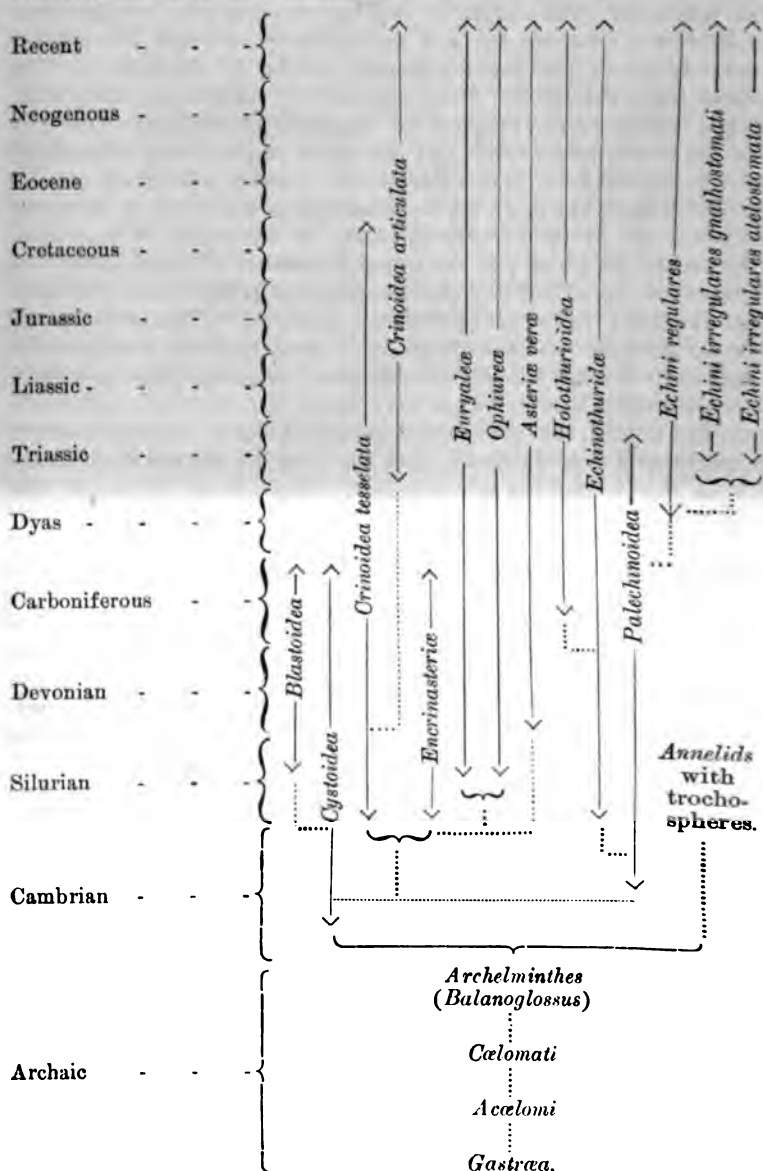 Recent - - -
Neogenous - -
Eocene - - -
Cretaceous - -
Jurassic - -
Liassic - - -
Triassic - -
Dyas - - -
Carboniferous - -
Devonian - -
Silurian - -
Cambrian - - -
Archaic - - -
Blastoidea
Cystoidea
Crinoidea tesselata
Crinoidea articulata
Encrinasteriæ
Euryaleæ
Ophiureæ
Asteriæ veræ
Holothurioidea
Echinothuridæ
Palechinoidea
Echini regulares
Echini irregulares gnathostomati
Echini irregulares atelostomata
Annelids
with
trocho-
spheres.
Archelminthes
(Balanoglossus)
Cœlomati
Acœlomi
Gastræa.